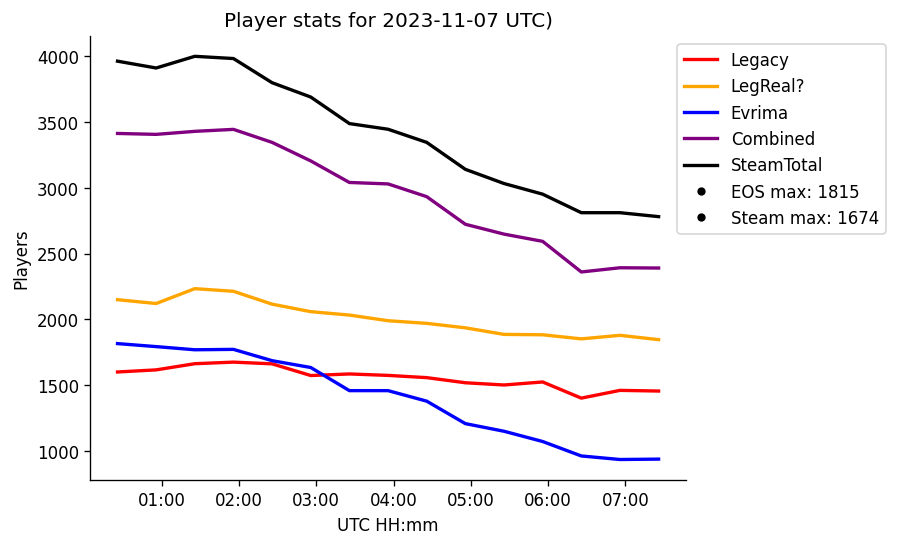 Player stats for 2023-11-07 UTC)
Legacy
LegReal?
Evrima
Combined
SteamTotal
EOS max: 1815
Steam max: 1674
Players
4000
3500
3000
2500
2000
1500
1000
01:00 02:00 03:00 04:00 05:00 06:00 07:00
UTC HH:mm